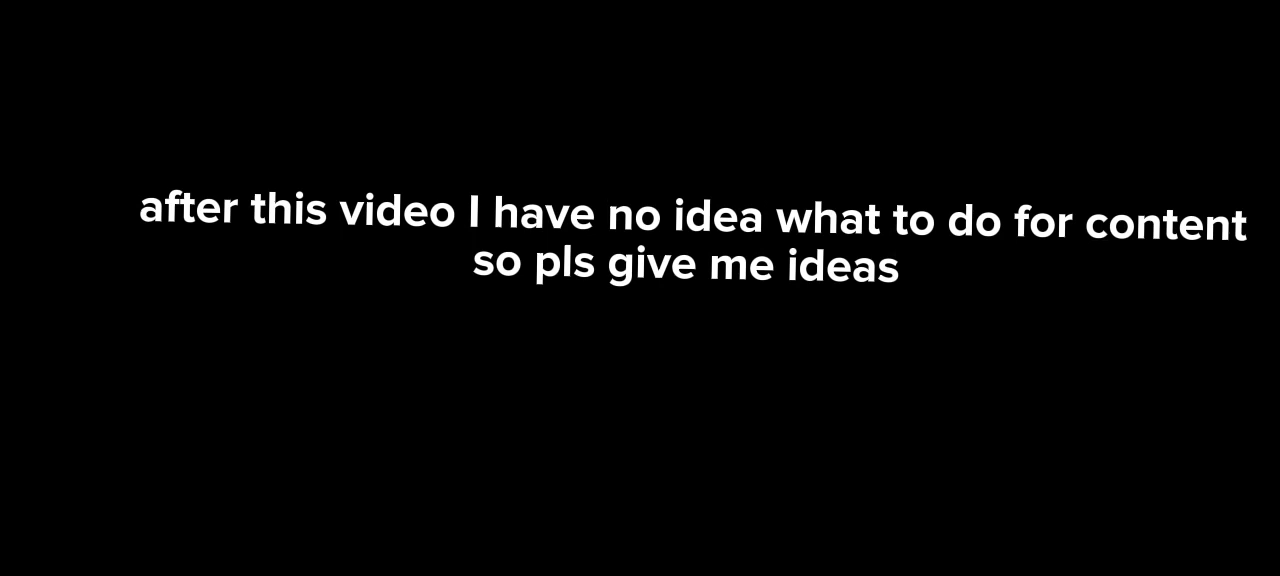 after this video I have no idea what to do for content
so pls give me ideas